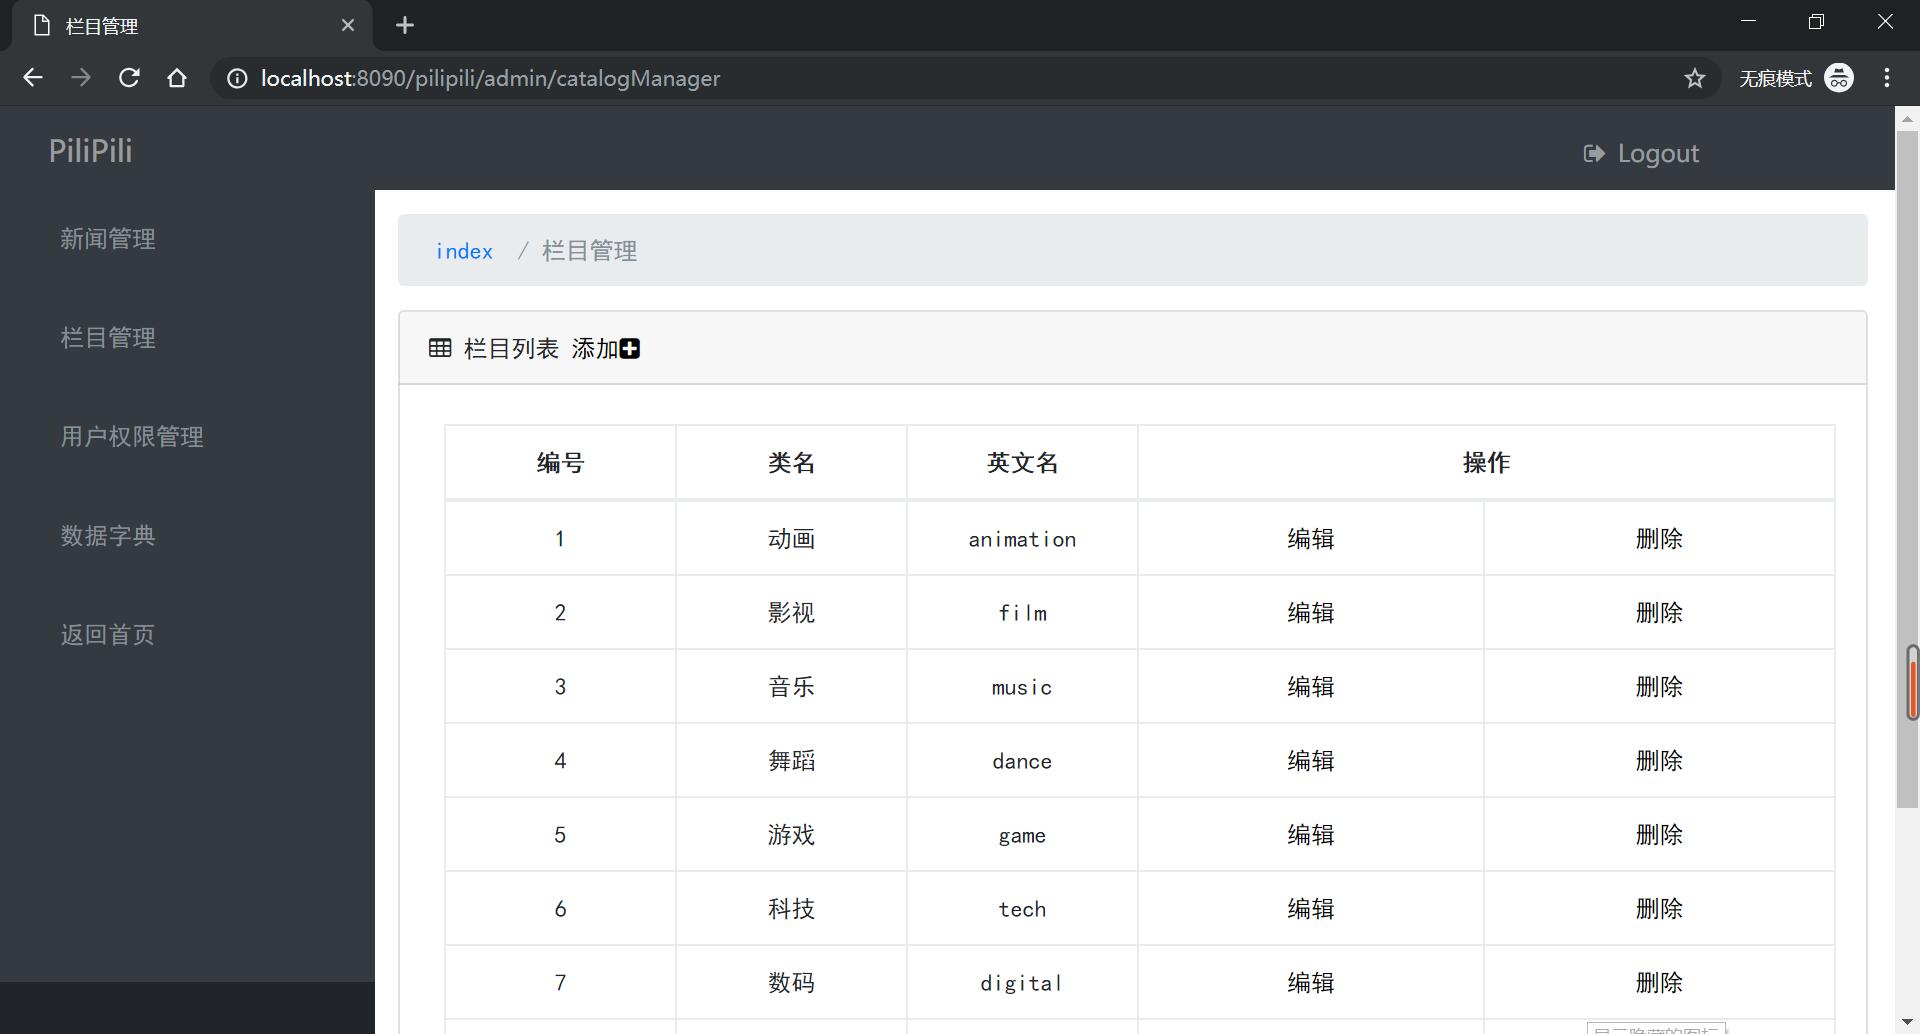 栏目管理
localhost:8090/pilipili/admin/catalogManager
无痕模式
PiliPili
Logout
新闻管理
栏目管理
用户权限管理
数据字典
返回首页
index / 栏目管理
栏目列表 添加
编号 类名 英文名 操作
1 动画 animation 编辑 删除
2 影视 film 编辑 删除
3 音乐 music 编辑 删除
4 舞蹈 dance 编辑 删除
5 游戏 game 编辑 删除
6 科技 tech 编辑 删除
7 数码 digital 编辑 删除